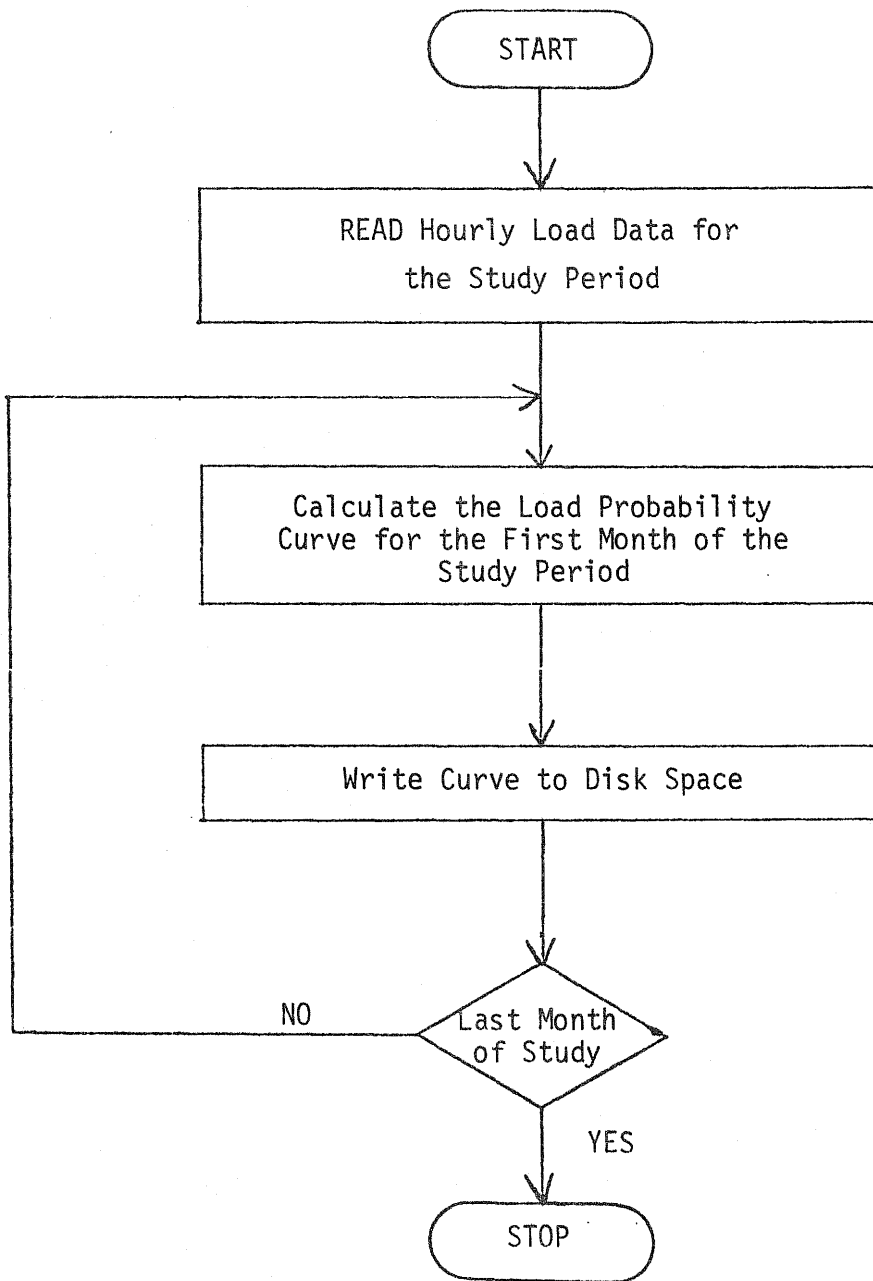 START
READ Hourly Load Data for
the Study Period
Calculate the Load Probability
Curve for the First Month of the
Study Period
Write Curve to Disk Space
NO
Last Month
of Study
YES
STOP